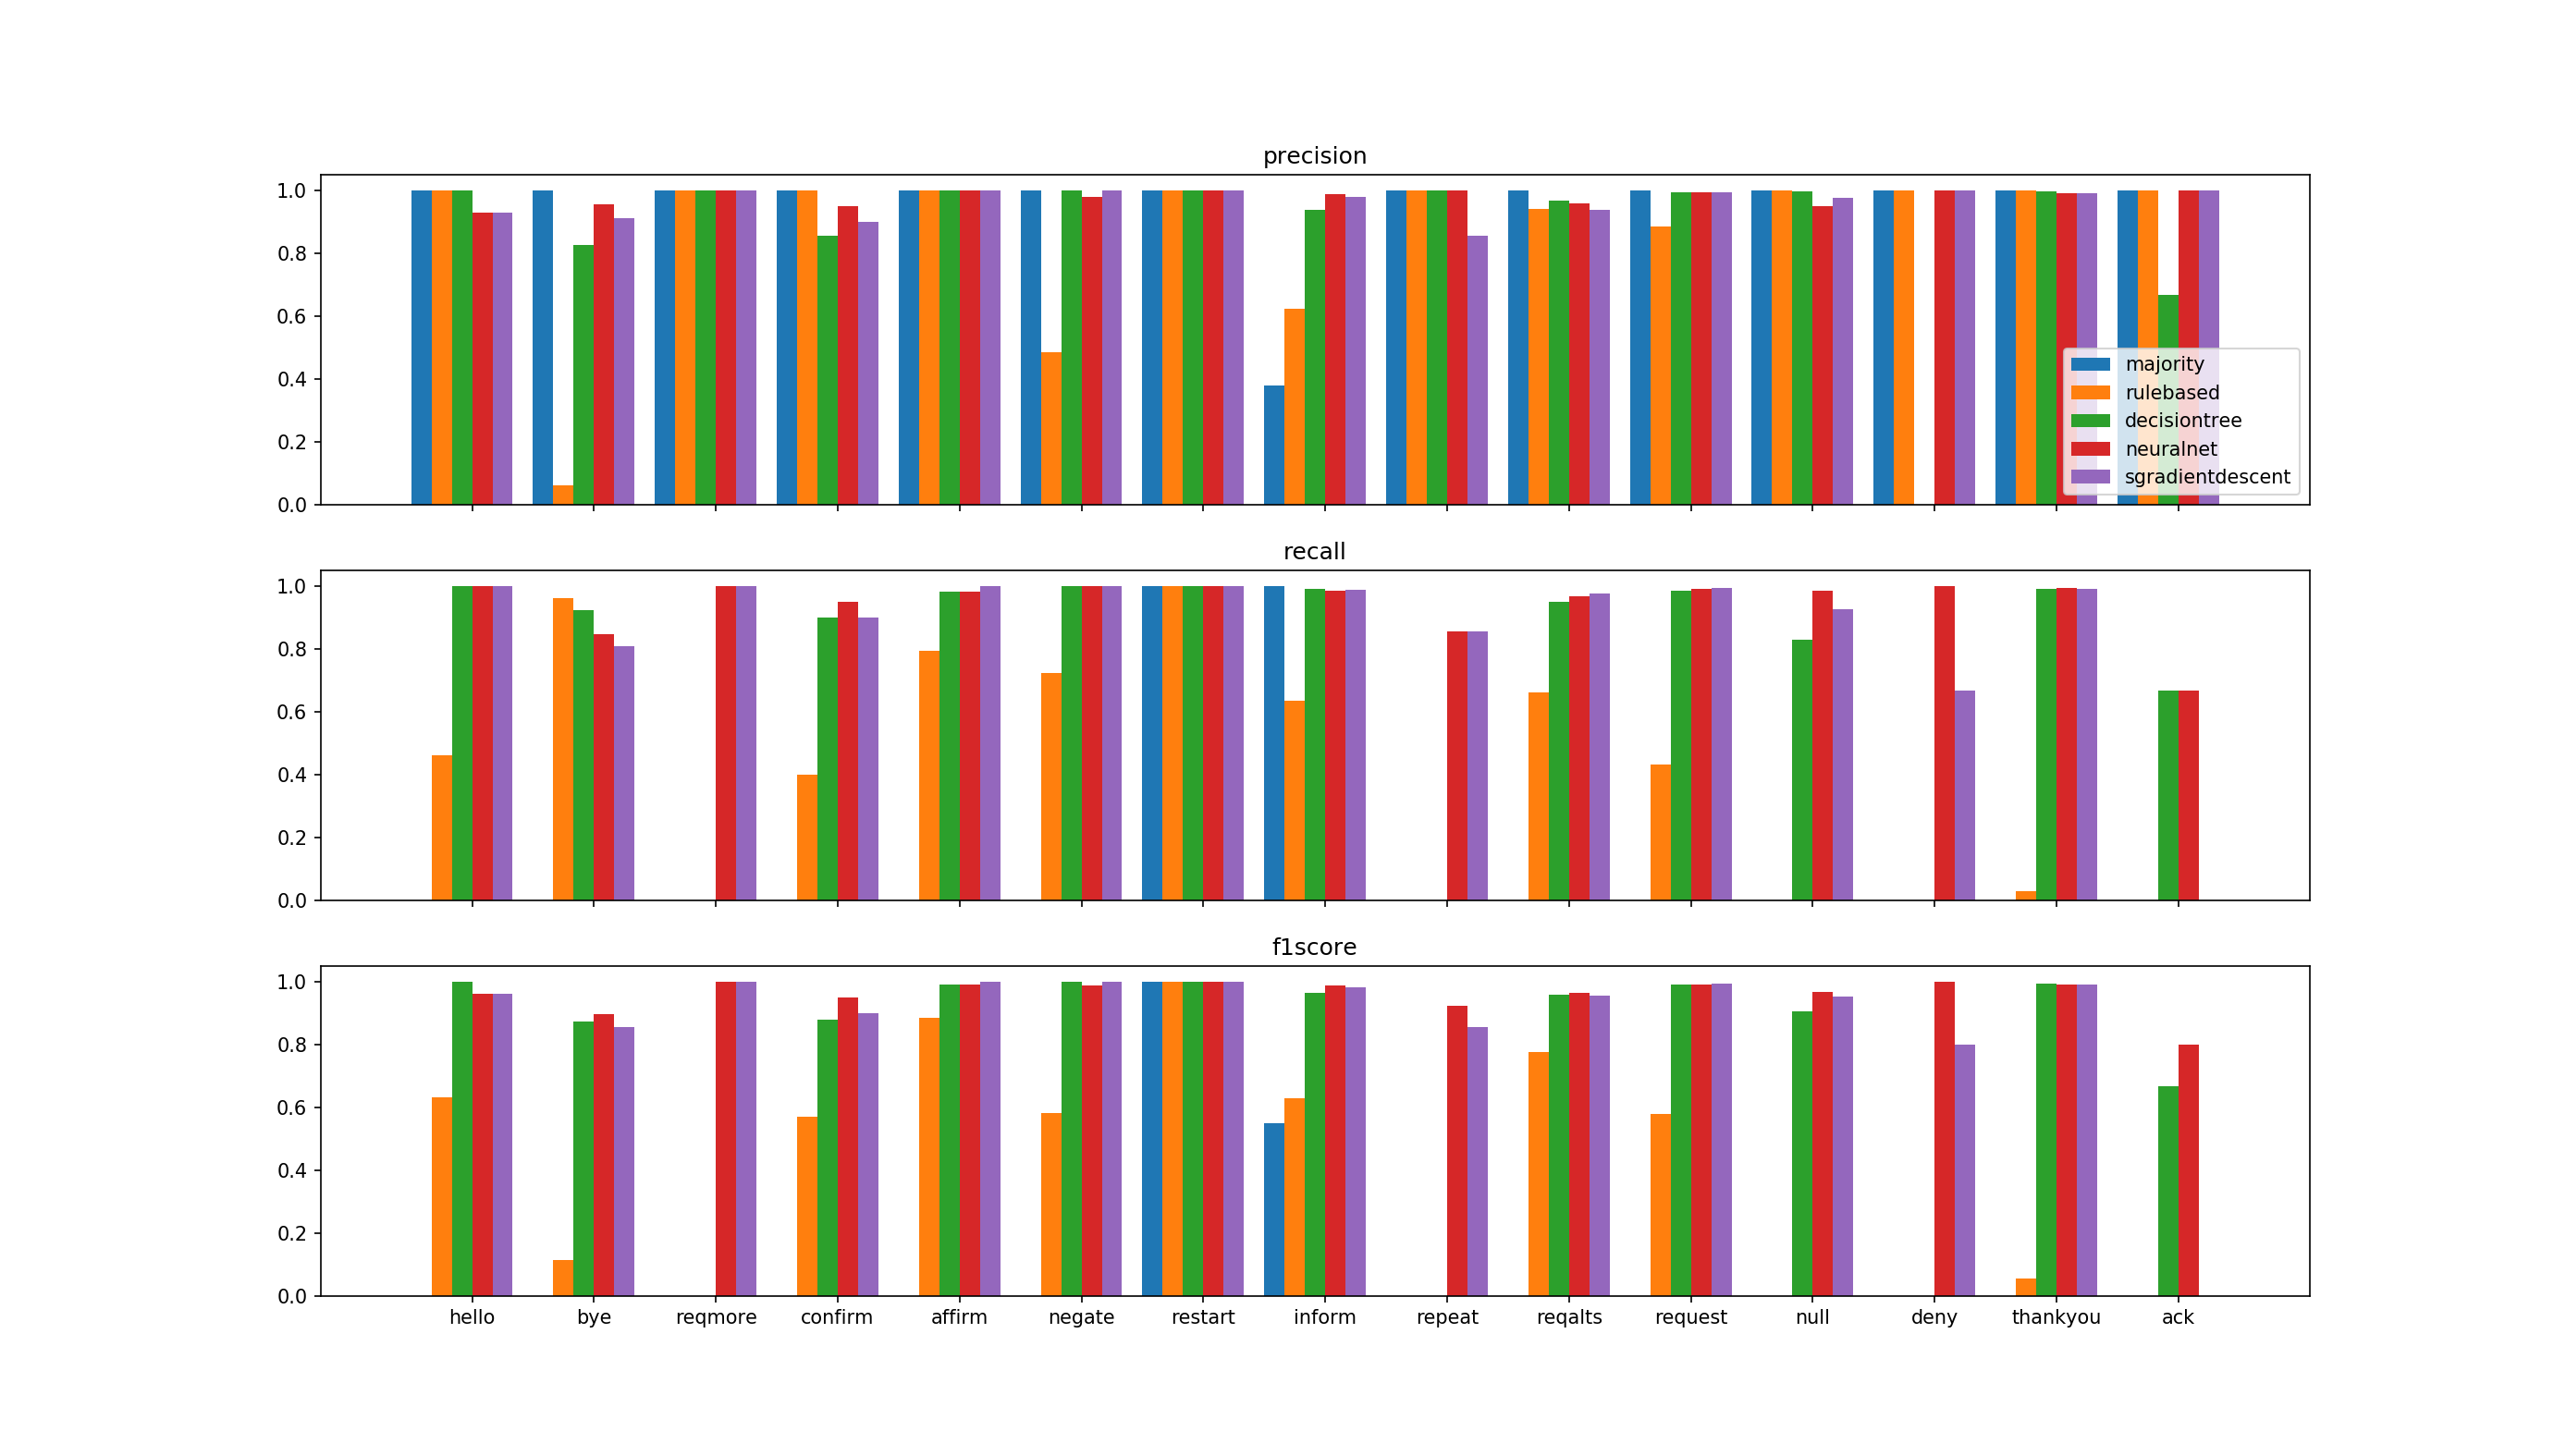 precision
1.0
0.8
0.6
0.4
0.2
0.0
majority
rulebased
decisiontree
neuralnet
sgradientdescent
recall
1.0
0.8
0.6
0.4
0.2
0.0
f1score
1.0
0.8
0.6
0.4
0.2
0.0
hello bye reqmore confirm affirm negate restart inform repeat reqalts request null deny thankyou ack